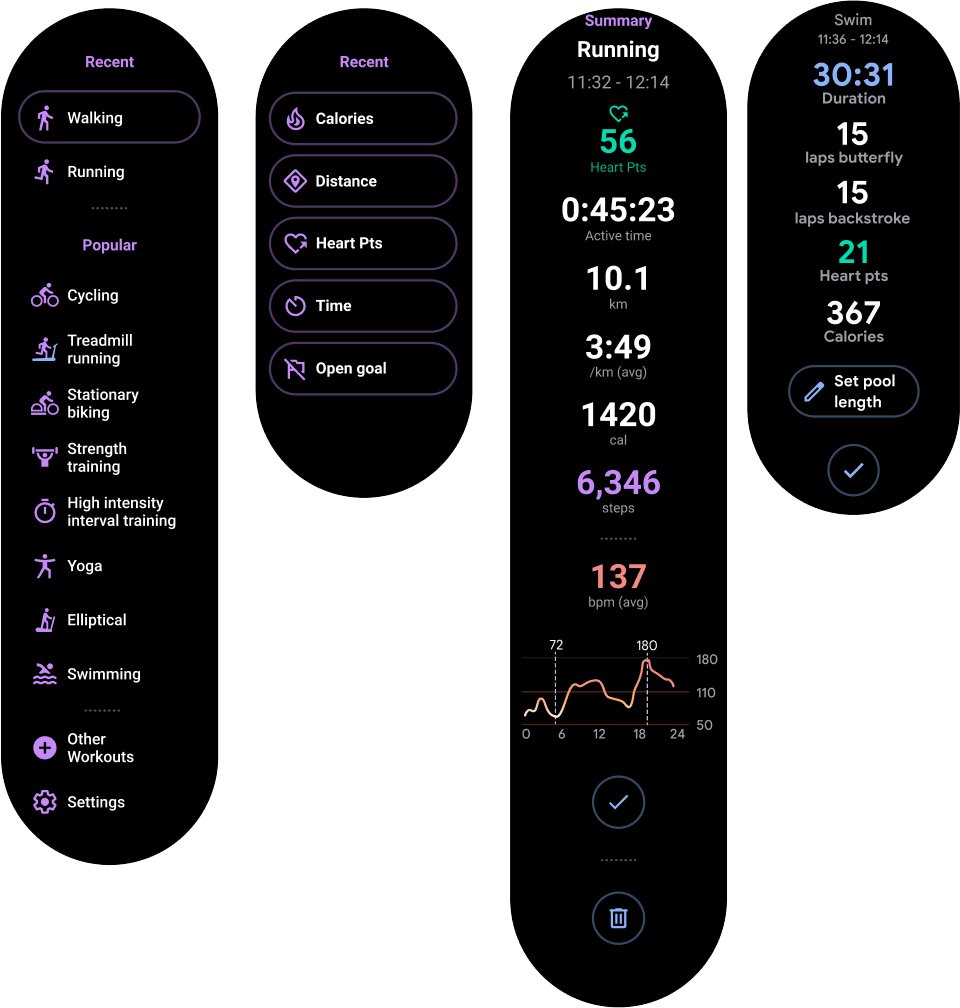 Recent
Walking
Running
Popular
Cycling
Treadmill
running
Stationary
biking
Strength
training
High intensity
interval training
Yoga
Elliptical
Swimming
Other
Workouts
Settings
Recent
Calories
Distance
Heart Pts
Time
Open goal
Summary
Running
11:32 - 12:14
56
Heart Pts
0:45:23
Active time
10.1
km
3:49
/km (avg)
1420
cal
6,346
steps
137
bpm (avg)
72 180
180
110
50
0 6 12 18 24
Swim
11:36 - 12:14
30:31
Duration
15
laps butterfly
15
laps backstroke
21
Heart pts
367
Calories
Set pool
length